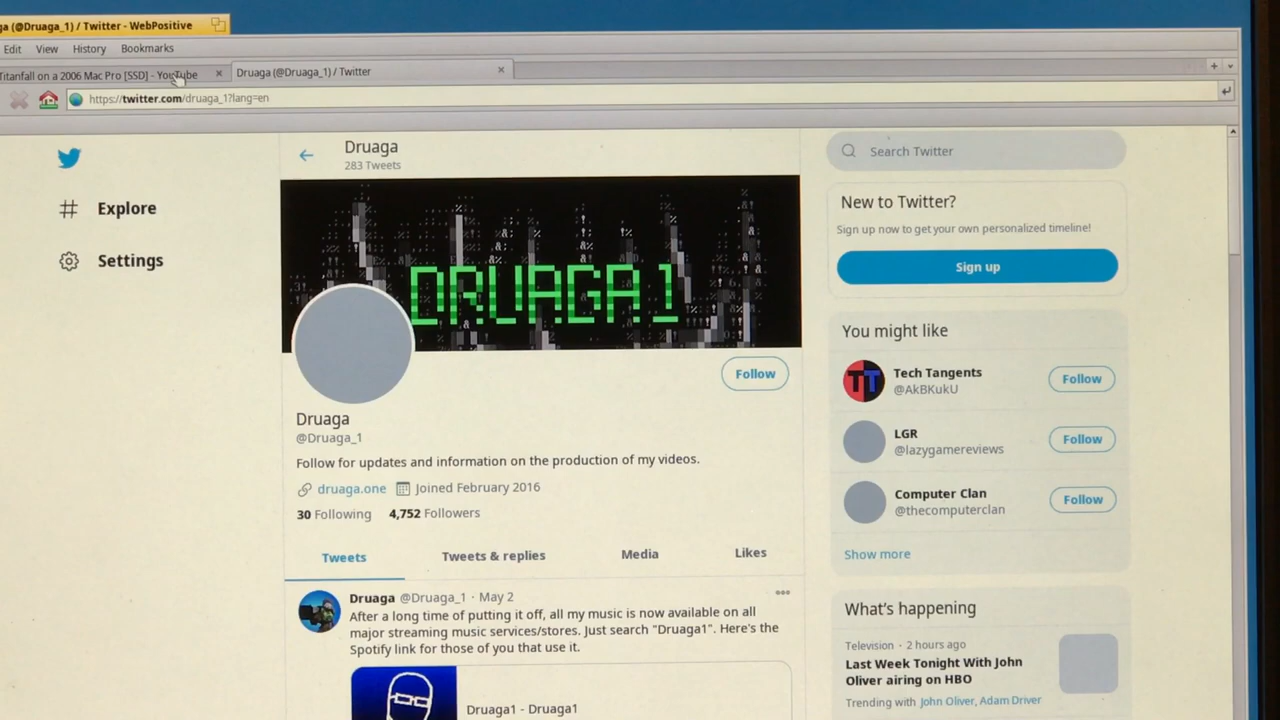 ga (@Druaga_1) / Twitter - WebPositive
Edit View History Bookmarks
Titanfall on a 2006 Mac Pro [SSD] - YouTube
Druaga (@Druaga_1) / Twitter
https://twitter.com/druaga_1?lang=en
Explore
Settings
Druaga
283 Tweets
DRUAGA1
Follow
Druaga
@Druaga_1
Follow for updates and information on the production of my videos.
druaga.one Joined February 2016
30 Following 4,752 Followers
Tweets Tweets & replies Media Likes
Druaga @Druaga_1 · May 2
After a long time of putting it off, all my music is now available on all
major streaming music services/stores. Just search "Druaga1". Here's the
Spotify link for those of you that use it.
Druaga1 - Druaga1
Search Twitter
New to Twitter?
Sign up now to get your own personalized timeline!
Sign up
You might like
TT
Tech Tangents
@AkBKukU
Follow
LGR
@lazygamereviews
Follow
Computer Clan
@thecomputerclan
Follow
Show more
What's happening
Television · 2 hours ago
Last Week Tonight With John
Oliver airing on HBO
Trending with John Oliver, Adam Driver